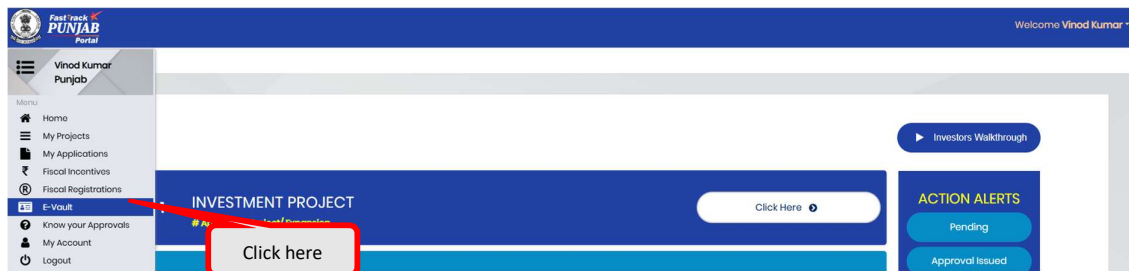 FastTrack
PUNJAB
Portal
Welcome Vinod Kumar
Vinod Kumar
Punjab
Menu
Home
My Projects
My Applications
Fiscal Incentives
Fiscal Registrations
E-Vault
Know your Approvals
My Account
Logout
Investors Walkthrough
INVESTMENT PROJECT
Click Here
Click here
ACTION ALERTS
Pending
Approval Issued